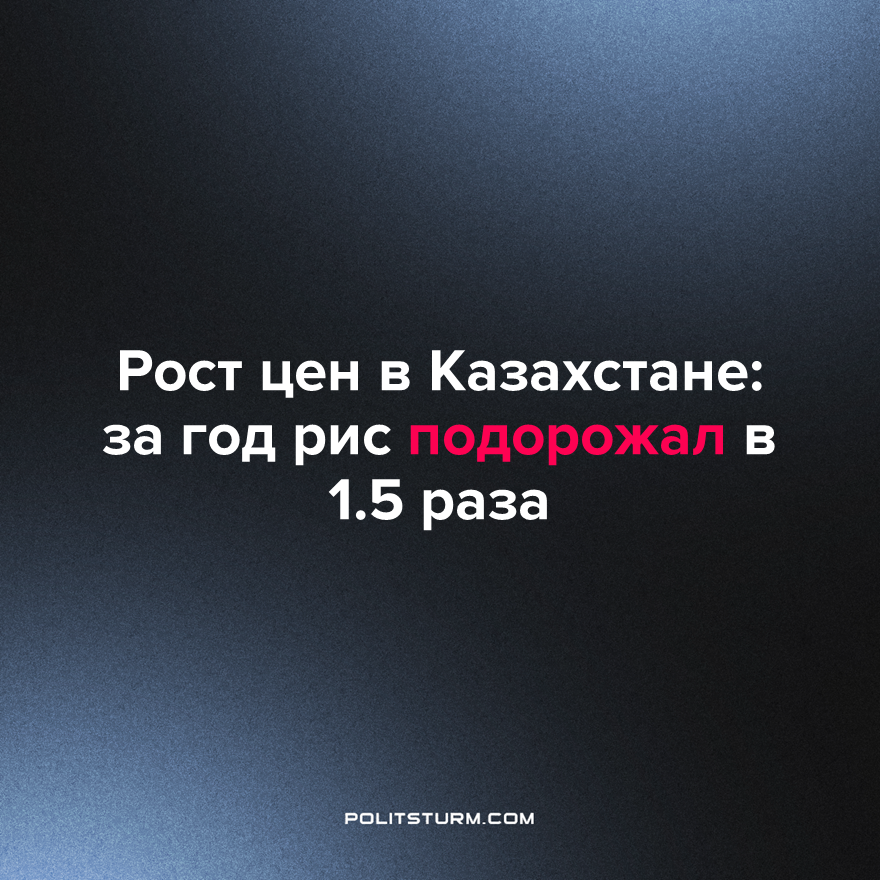 Рост цен в Казахстане:
за год рис подорожал в
1.5 раза
POLITSTURM.COM